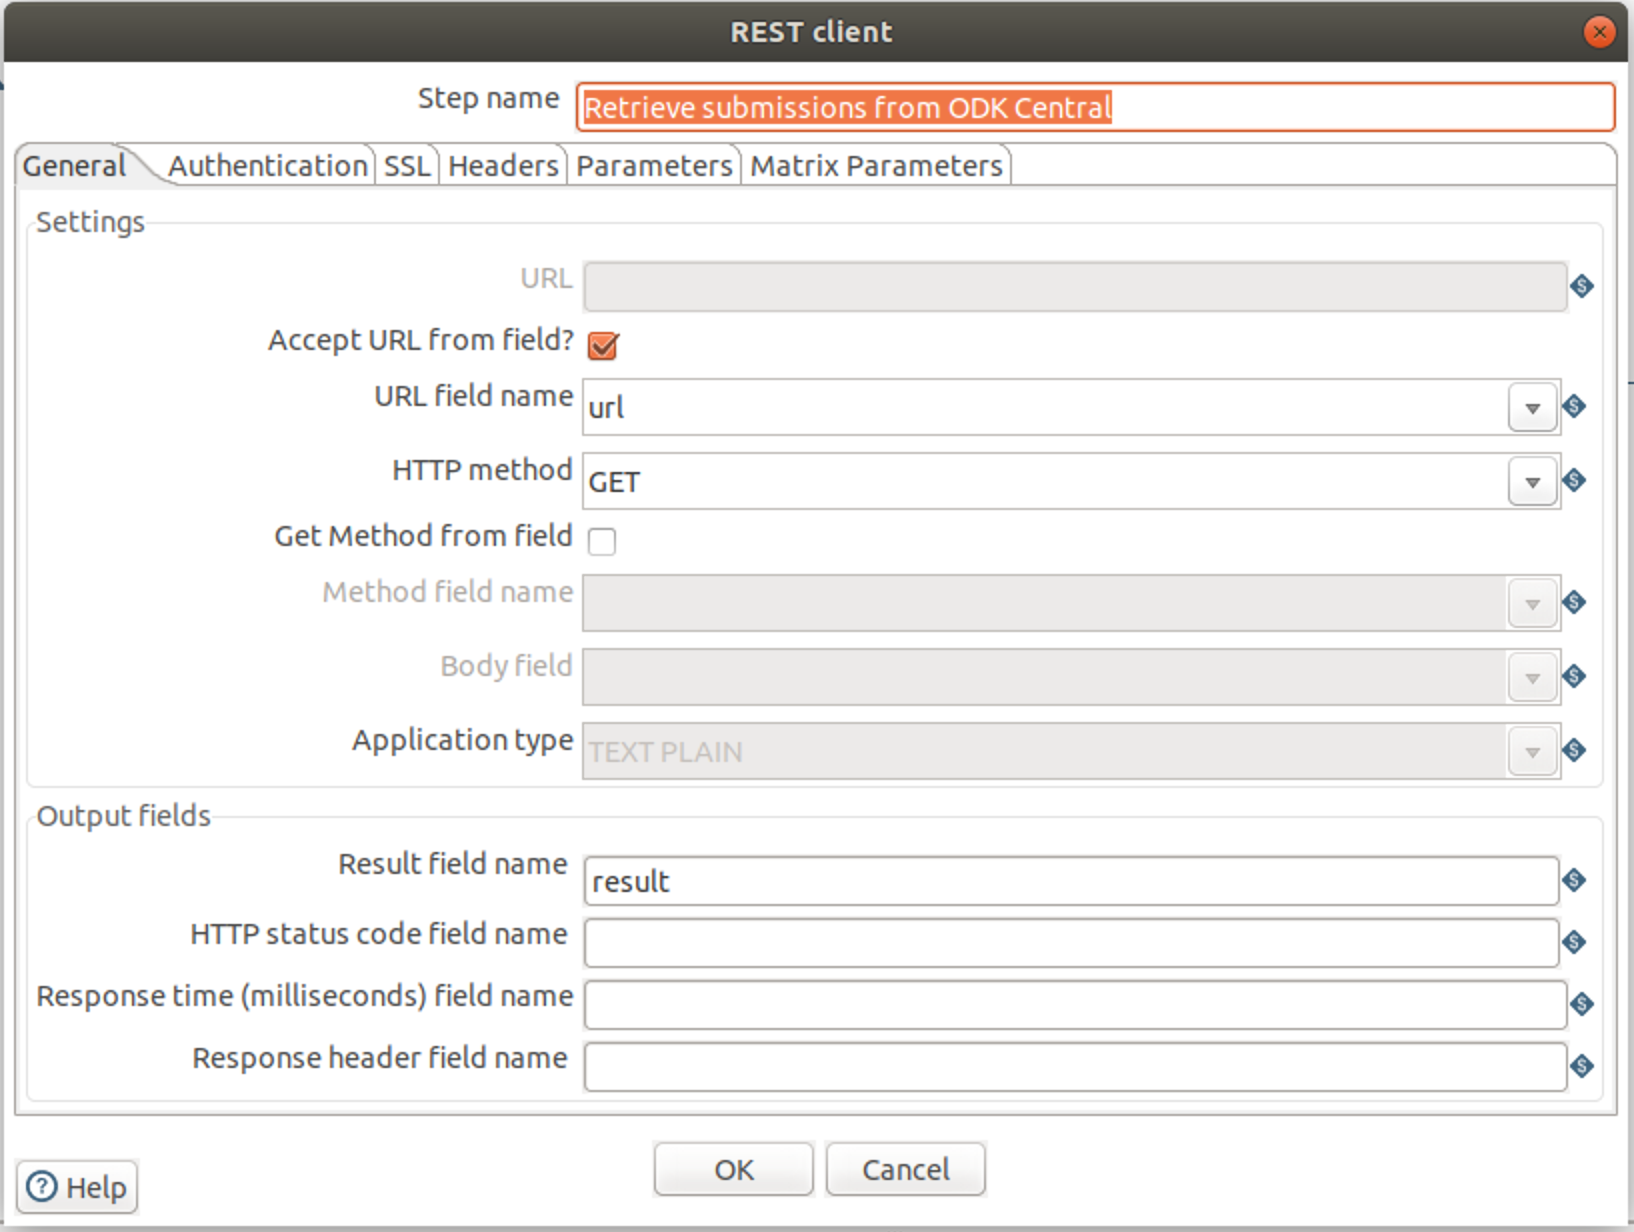 REST client
Step name Retrieve submissions from ODK Central
General Authentication SSL Headers Parameters Matrix Parameters
Settings
URL
Accept URL from field?
URL field name url
HTTP method GET
Get Method from field
Method field name
Body field
Application type TEXT PLAIN
Output fields
Result field name result
HTTP status code field name
Response time (milliseconds) field name
Response header field name
OK Cancel
Help